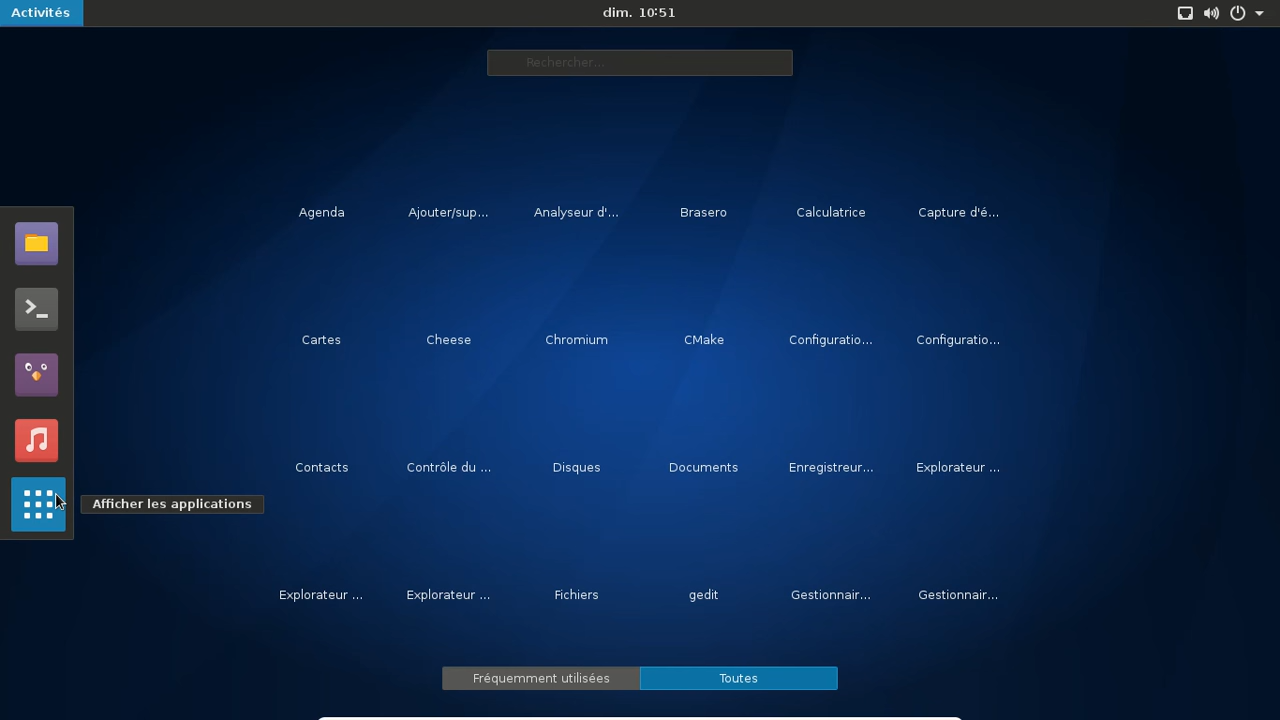 Activités
dim. 10:51
Rechercher...
Agenda
Ajouter/sup...
Analyseur d'...
Brasero
Calculatrice
Capture d'é...
Cartes
Cheese
Chromium
CMake
Configuratio...
Configuratio...
Contacts
Contrôle du ...
Disques
Documents
Enregistreur...
Explorateur ...
Afficher les applications
Explorateur ...
Explorateur ...
Fichiers
gedit
Gestionnair...
Gestionnair...
Fréquemment utilisées
Toutes